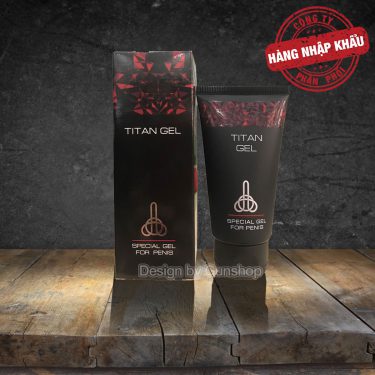 CÔNG TY
HÀNG NHẬP KHẨU
PHÂN PHỐI
TITAN GEL
SPECIAL GEL
FOR PENIS
TITAN
GEL
SPECIAL GEL
FOR PENIS
Design by Gunshop